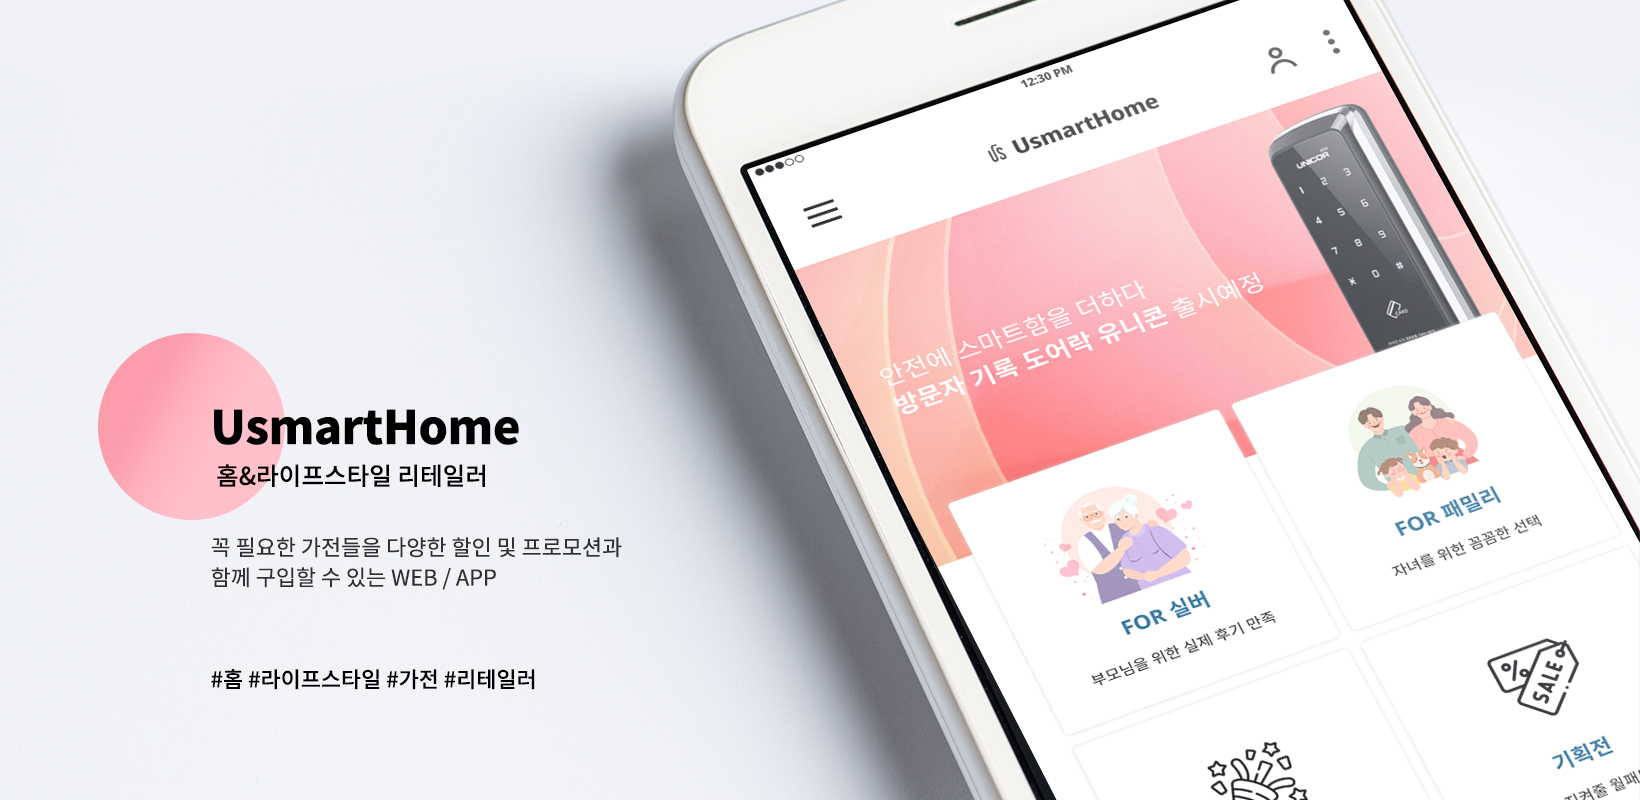 UsmartHome
홈&라이프스타일 리테일러
꼭 필요한 가전들을 다양한 할인 및 프로모션과
함께 구입할 수 있는 WEB / APP
#홈 #라이프스타일 #가전 #리테일러
12:30 PM
UsmartHome
안전에 스마트함을 더하다
방문자 기록 도어락 유니콘 출시예정
UNICOR
1 2 3
4 5 6
7 8 9
* 0 #
CARD
FOR 실버
부모님을 위한 실제 후기 만족
FOR 패밀리
자녀를 위한 꼼꼼한 선택
% SALE
기획전
지켜줄 월패